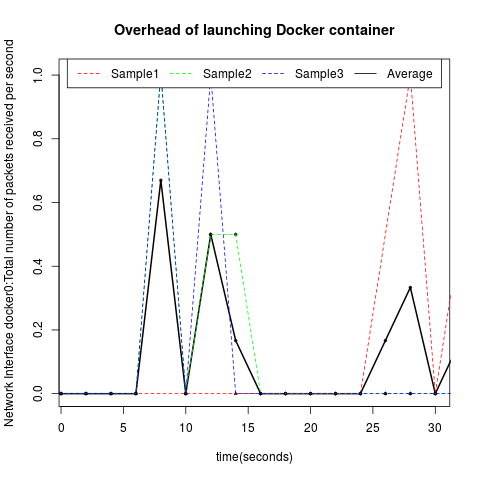 Overhead of launching Docker container
Sample1 Sample2 Sample3 Average
Network Interface docker0:Total number of packets received per second
1.0
0.8
0.6
0.4
0.2
0.0
0 5 10 15 20 25 30
time(seconds)